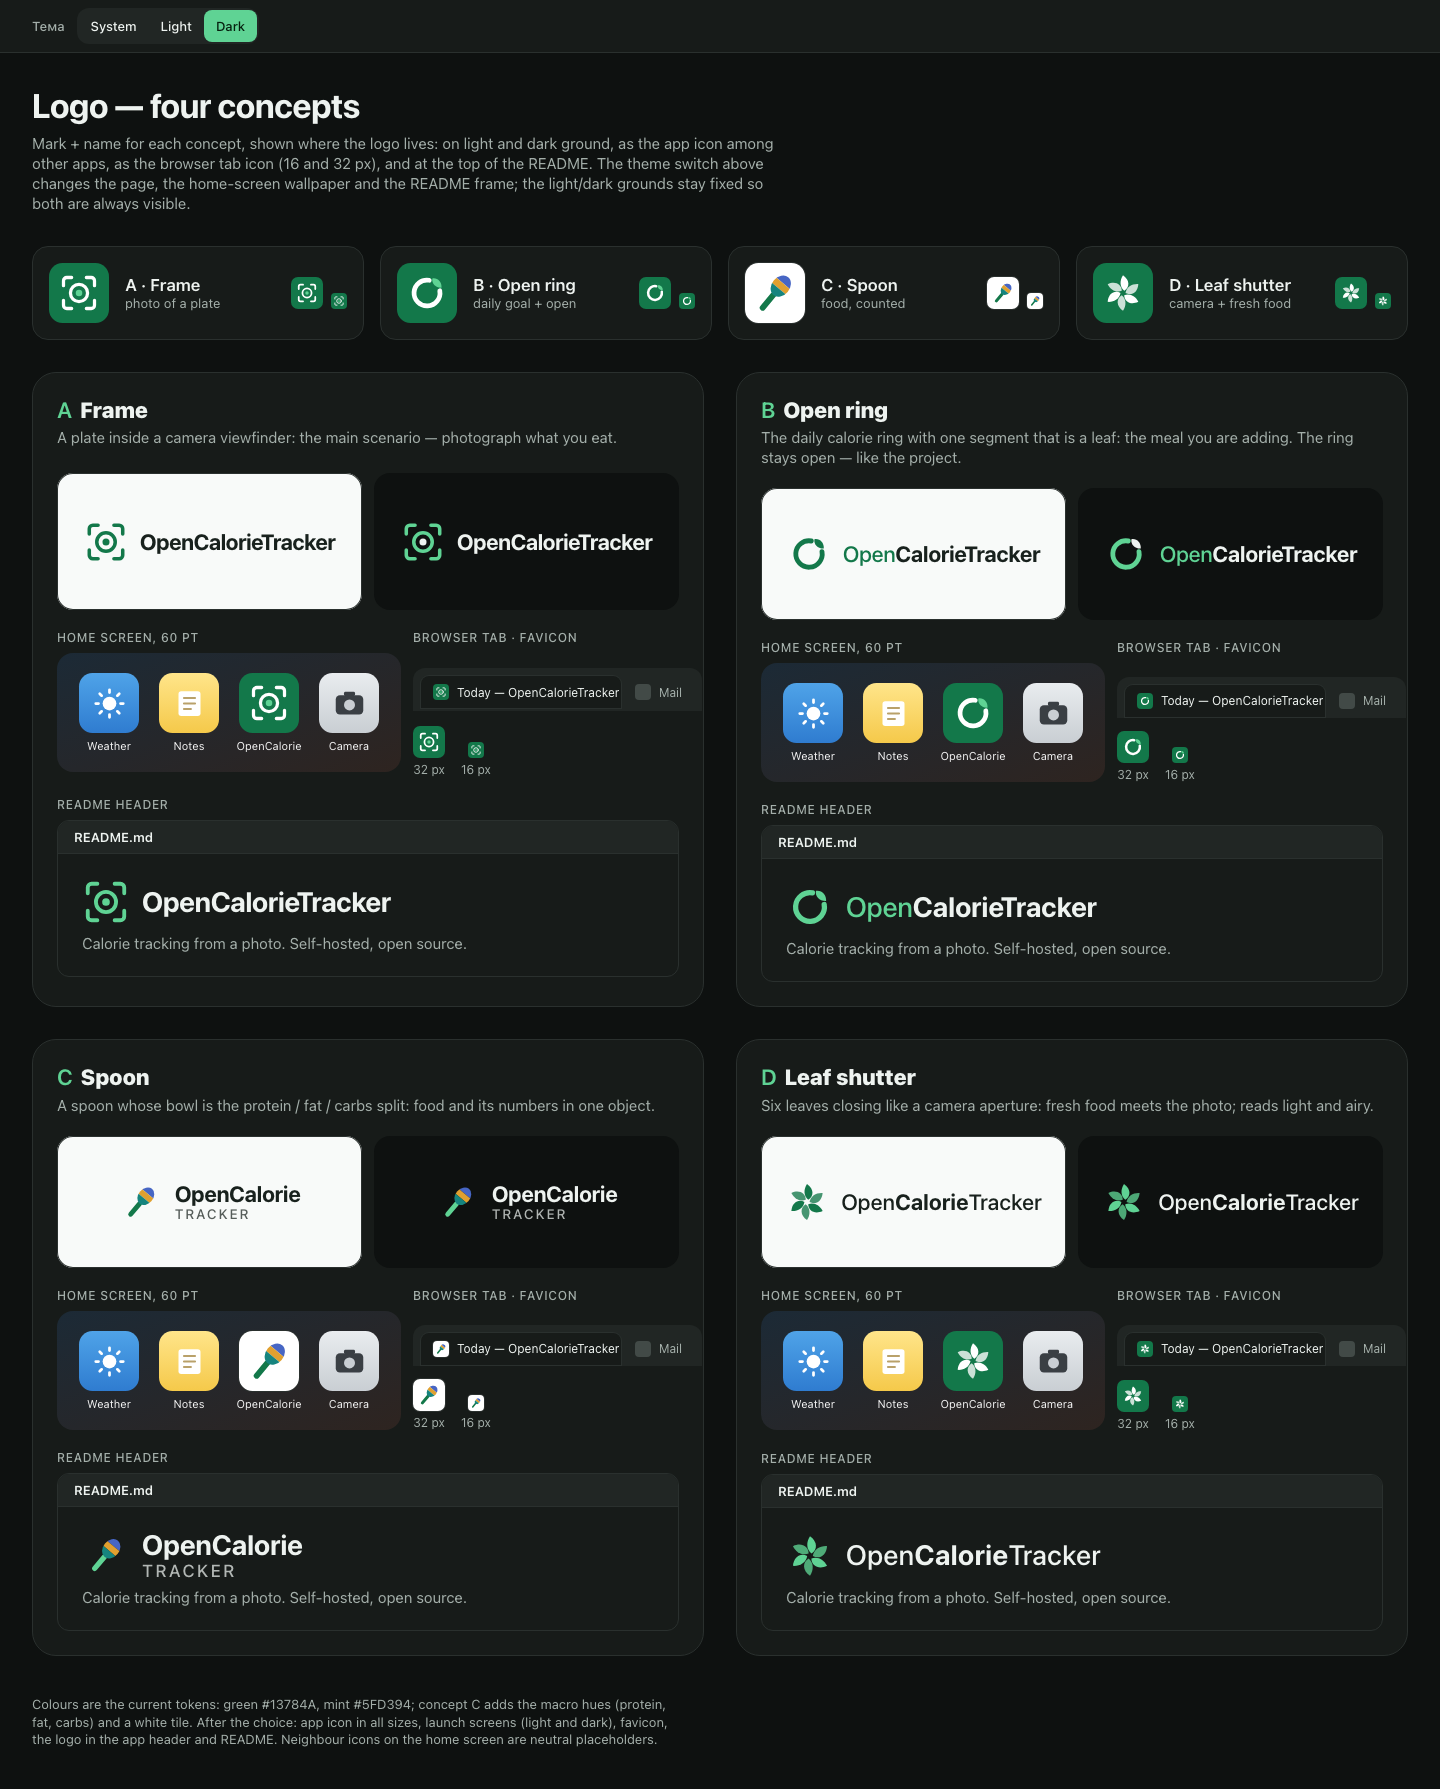 Тема System Light Dark
Logo — four concepts
Mark + name for each concept, shown where the logo lives: on light and dark ground, as the app icon among
other apps, as the browser tab icon (16 and 32 px), and at the top of the README. The theme switch above
changes the page, the home-screen wallpaper and the README frame; the light/dark grounds stay fixed so
both are always visible.
A · Frame
photo of a plate
B · Open ring
daily goal + open
C · Spoon
food, counted
D · Leaf shutter
camera + fresh food
A Frame
A plate inside a camera viewfinder: the main scenario — photograph what you eat.
OpenCalorieTracker
OpenCalorieTracker
HOME SCREEN, 60 PT
Weather
Notes
OpenCalorie
Camera
BROWSER TAB · FAVICON
Today — OpenCalorieTracker
Mail
32 px
16 px
README HEADER
README.md
OpenCalorieTracker
Calorie tracking from a photo. Self-hosted, open source.
B Open ring
The daily calorie ring with one segment that is a leaf: the meal you are adding. The ring
stays open — like the project.
OpenCalorieTracker
OpenCalorieTracker
HOME SCREEN, 60 PT
Weather
Notes
OpenCalorie
Camera
BROWSER TAB · FAVICON
Today — OpenCalorieTracker
Mail
32 px
16 px
README HEADER
README.md
OpenCalorieTracker
Calorie tracking from a photo. Self-hosted, open source.
C Spoon
A spoon whose bowl is the protein / fat / carbs split: food and its numbers in one object.
OpenCalorie
TRACKER
OpenCalorie
TRACKER
HOME SCREEN, 60 PT
Weather
Notes
OpenCalorie
Camera
BROWSER TAB · FAVICON
Today — OpenCalorieTracker
Mail
32 px
16 px
README HEADER
README.md
OpenCalorie
TRACKER
Calorie tracking from a photo. Self-hosted, open source.
D Leaf shutter
Six leaves closing like a camera aperture: fresh food meets the photo; reads light and airy.
OpenCalorieTracker
OpenCalorieTracker
HOME SCREEN, 60 PT
Weather
Notes
OpenCalorie
Camera
BROWSER TAB · FAVICON
Today — OpenCalorieTracker
Mail
32 px
16 px
README HEADER
README.md
OpenCalorieTracker
Calorie tracking from a photo. Self-hosted, open source.
Colours are the current tokens: green #13784A, mint #5FD394; concept C adds the macro hues (protein,
fat, carbs) and a white tile. After the choice: app icon in all sizes, launch screens (light and dark), favicon,
the logo in the app header and README. Neighbour icons on the home screen are neutral placeholders.